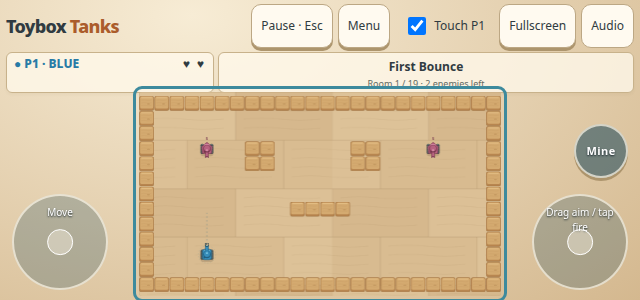 Toybox Tanks
Pause · Esc
Menu
Touch P1
Fullscreen
Audio
● P1 · BLUE
♥ ♥
First Bounce
Room 1 / 19 · 2 enemies left
Mine
Move
Drag aim / tap
fire